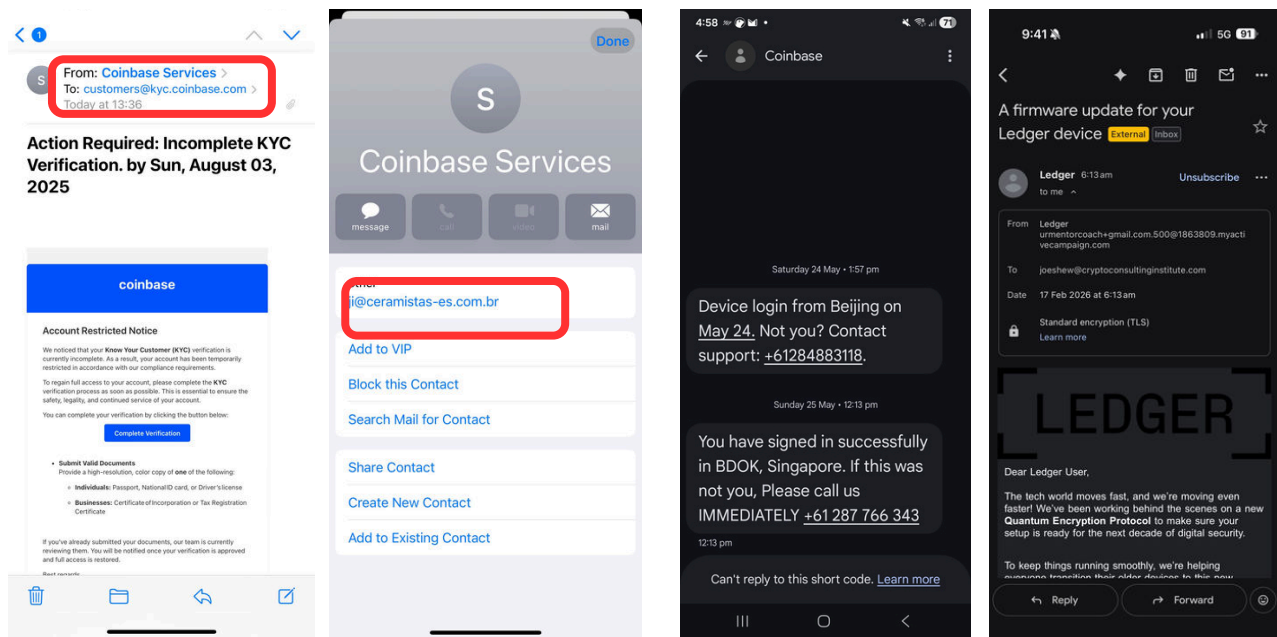 1
S
From: Coinbase Services >
To: customers@kyc.coinbase.com >
Today at 13:36
Action Required: Incomplete KYC
Verification. by Sun, August 03,
2025
coinbase
Account Restricted Notice
We noticed that your Know Your Customer (KYC) verification is
currently incomplete. As a result, your account has been temporarily
restricted in accordance with our compliance requirements.
To regain full access to your account, please complete the KYC
verification process as soon as possible. This is essential to ensure the
safety, legality, and continued service of your account.
You can complete your verification by clicking the button below:
Complete Verification
• Submit Valid Documents
Provide a high-resolution, color copy of one of the following:
Individuals: Passport, National ID card, or Driver's license
Businesses: Certificate of Incorporation or Tax Registration
Certificate
If you've already submitted your documents, our team is currently
reviewing them. You will be notified once your verification is approved
and full access is restored.
Best regards
Done
S
Coinbase Services
message
call
video
mail
other
ji@ceramistas-es.com.br
Add to VIP
Block this Contact
Search Mail for Contact
Share Contact
Create New Contact
Add to Existing Contact
4:58
71
Coinbase
Saturday 24 May • 1:57 pm
Device login from Beijing on
May 24. Not you? Contact
support: +61284883118.
Sunday 25 May • 12:13 pm
You have signed in successfully
in BDOK, Singapore. If this was
not you, Please call us
IMMEDIATELY +61 287 766 343
12:13 pm
Can't reply to this short code. Learn more
9:41
5G 91
A firmware update for your
Ledger device External Inbox
Ledger 6:13 am
Unsubscribe
to me
From Ledger
urmentorcoach+gmail.com.500@1863809.myacti
vecampaign.com
To joeshew@cryptoconsultinginstitute.com
Date 17 Feb 2026 at 6:13 am
Standard encryption (TLS)
Learn more
LEDGER
Dear Ledger User,
The tech world moves fast, and we're moving even
faster! We've been working behind the scenes on a new
Quantum Encryption Protocol to make sure your
setup is ready for the next decade of digital security.
To keep things running smoothly, we're helping
everyone transition their older devices to this new
Reply
Forward